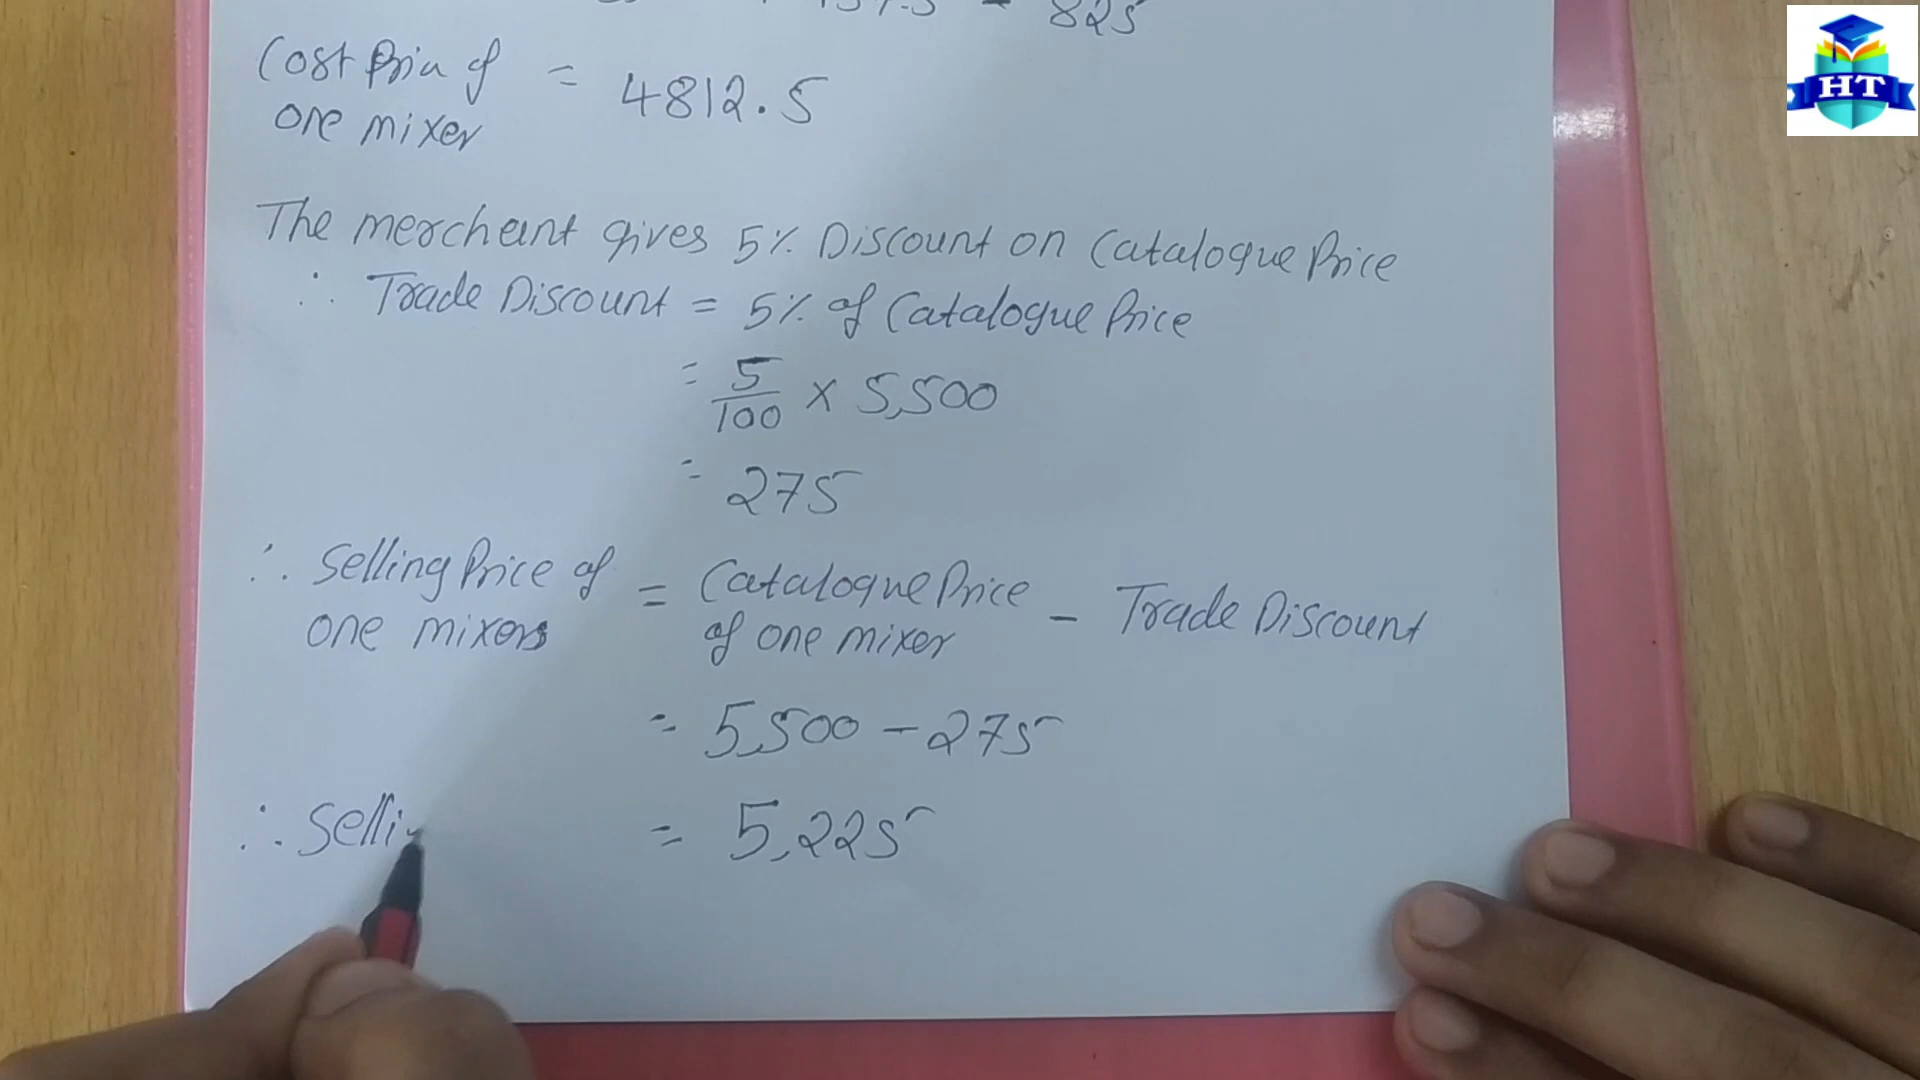 = 825
Cost Price of
one mixer = 4812.5
The merchant gives 5% Discount on Catalogue Price
∴ Trade Discount = 5% of Catalogue Price
= 5/100 × 5,500
= 275
∴ Selling Price of one mixers = Catalogue Price of one mixer - Trade Discount
= 5,500 - 275
∴ Selli = 5,225
HT